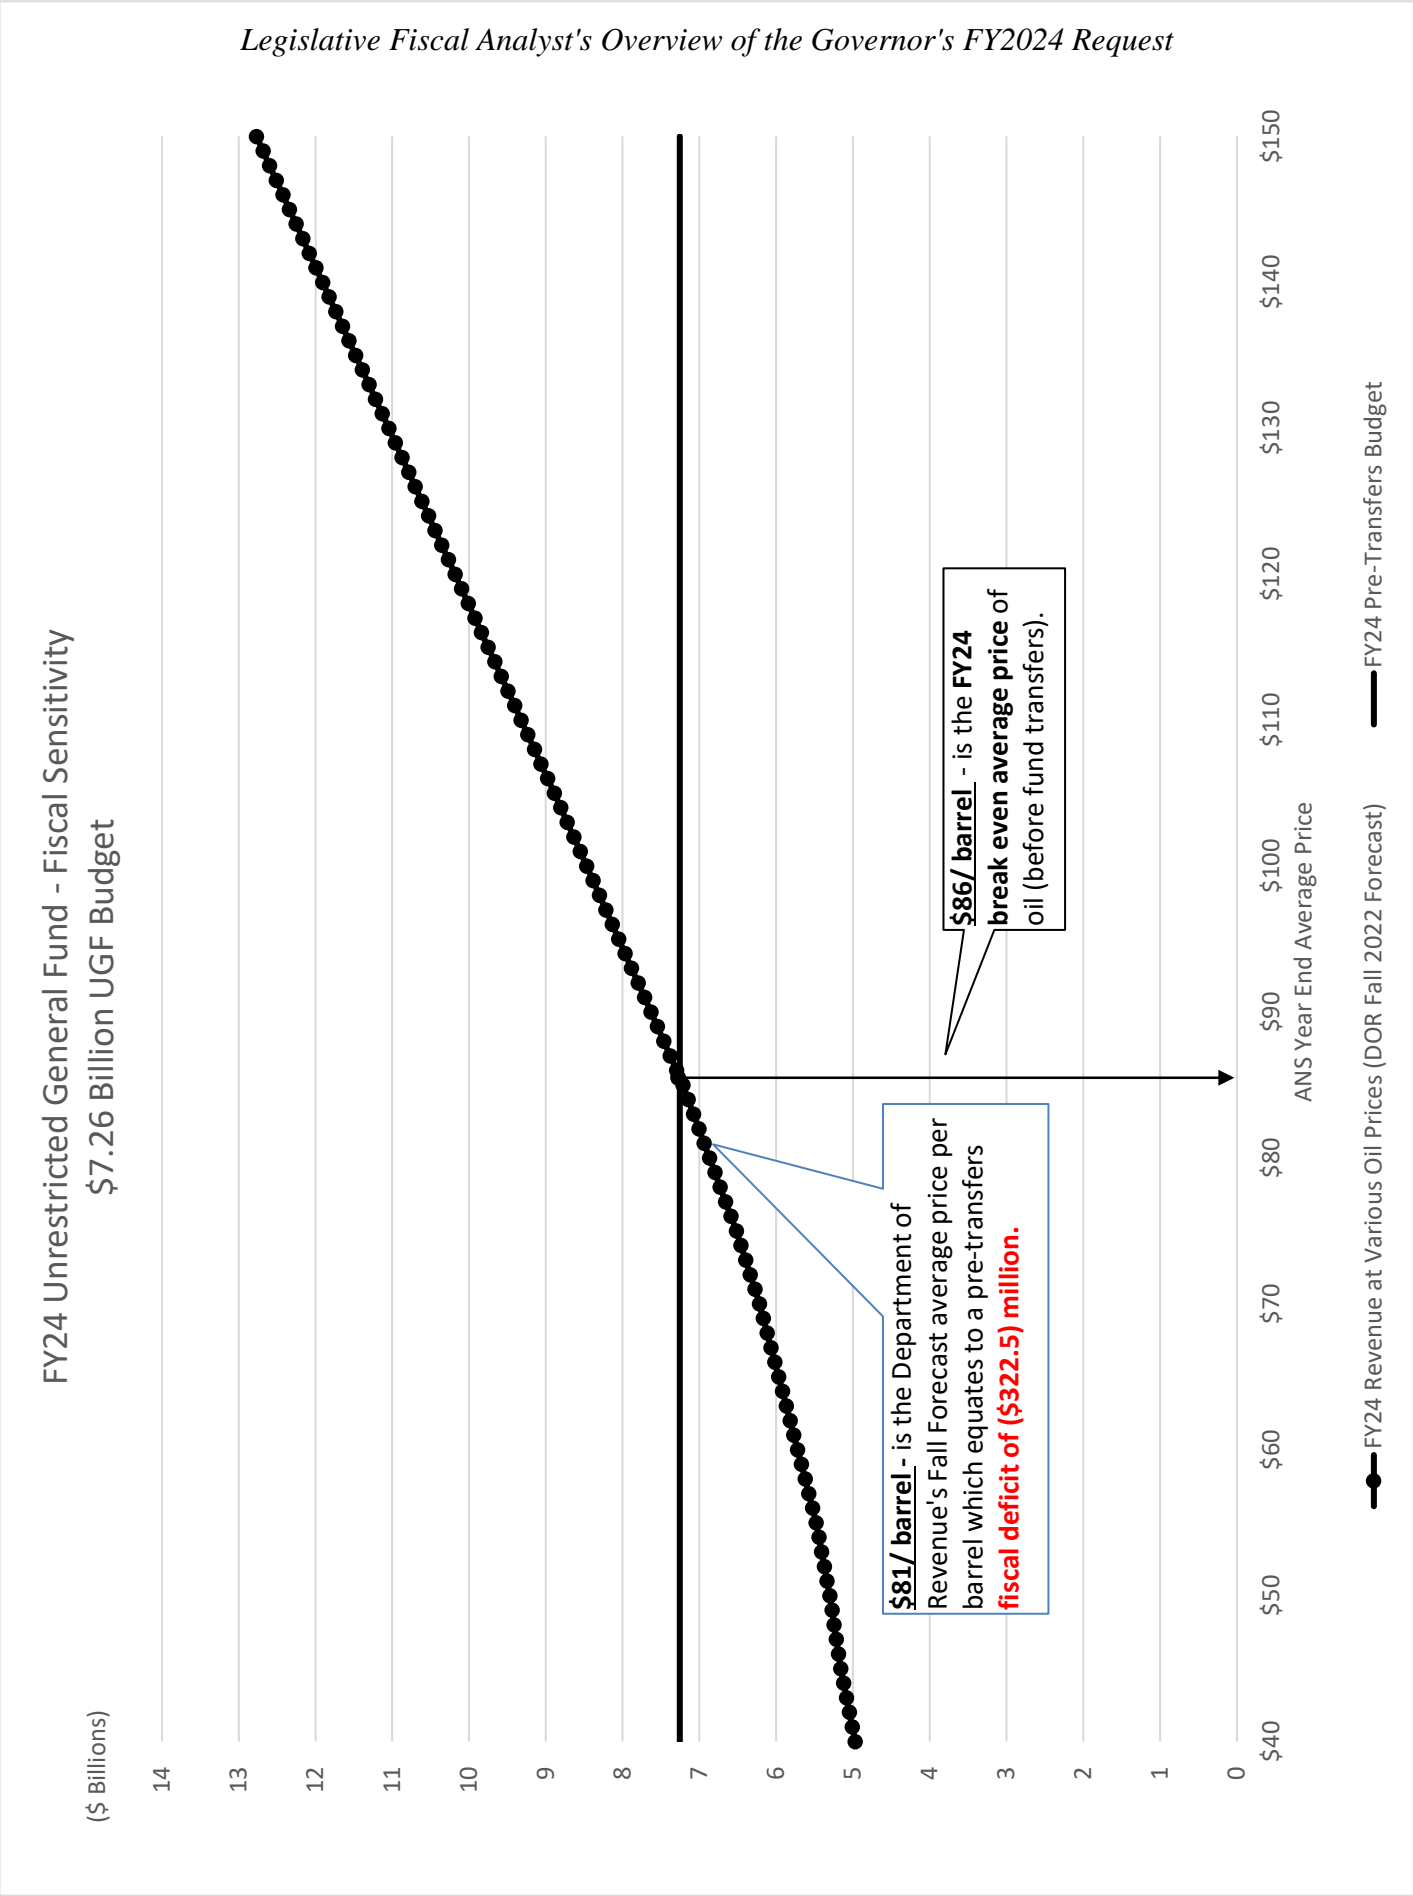 Legislative Fiscal Analyst's Overview of the Governor's FY2024 Request
FY24 Unrestricted General Fund - Fiscal Sensitivity
$7.26 Billion UGF Budget
($ Billions)
14
13
12
11
10
9
8
7
6
5
4
3
2
1
0
$81/ barrel - is the Department of
Revenue's Fall Forecast average price per
barrel which equates to a pre-transfers
fiscal deficit of ($322.5) million.
$86/ barrel - is the FY24
break even average price of
oil (before fund transfers).
$40
$50
$60
$70
$80
$90
$100
$110
$120
$130
$140
$150
ANS Year End Average Price
FY24 Revenue at Various Oil Prices (DOR Fall 2022 Forecast)
FY24 Pre-Transfers Budget